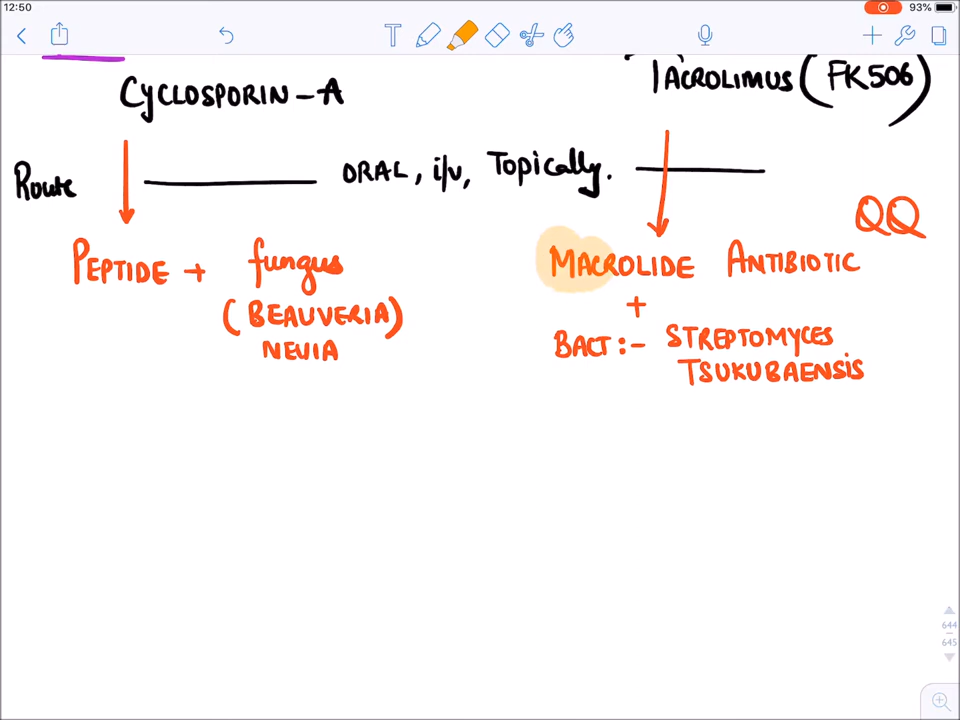 12:50
93%
T
CYCLOSPORIN-A
TACROLIMUS (FK506)
Route
ORAL, i/v, Topically.
QQ
PEPTIDE + fungus
(BEAUVERIA)
NEUIA
MACROLIDE ANTIBIOTIC
+
BACT:- STREPTOMYCES
TSUKUBAENSIS
644
645